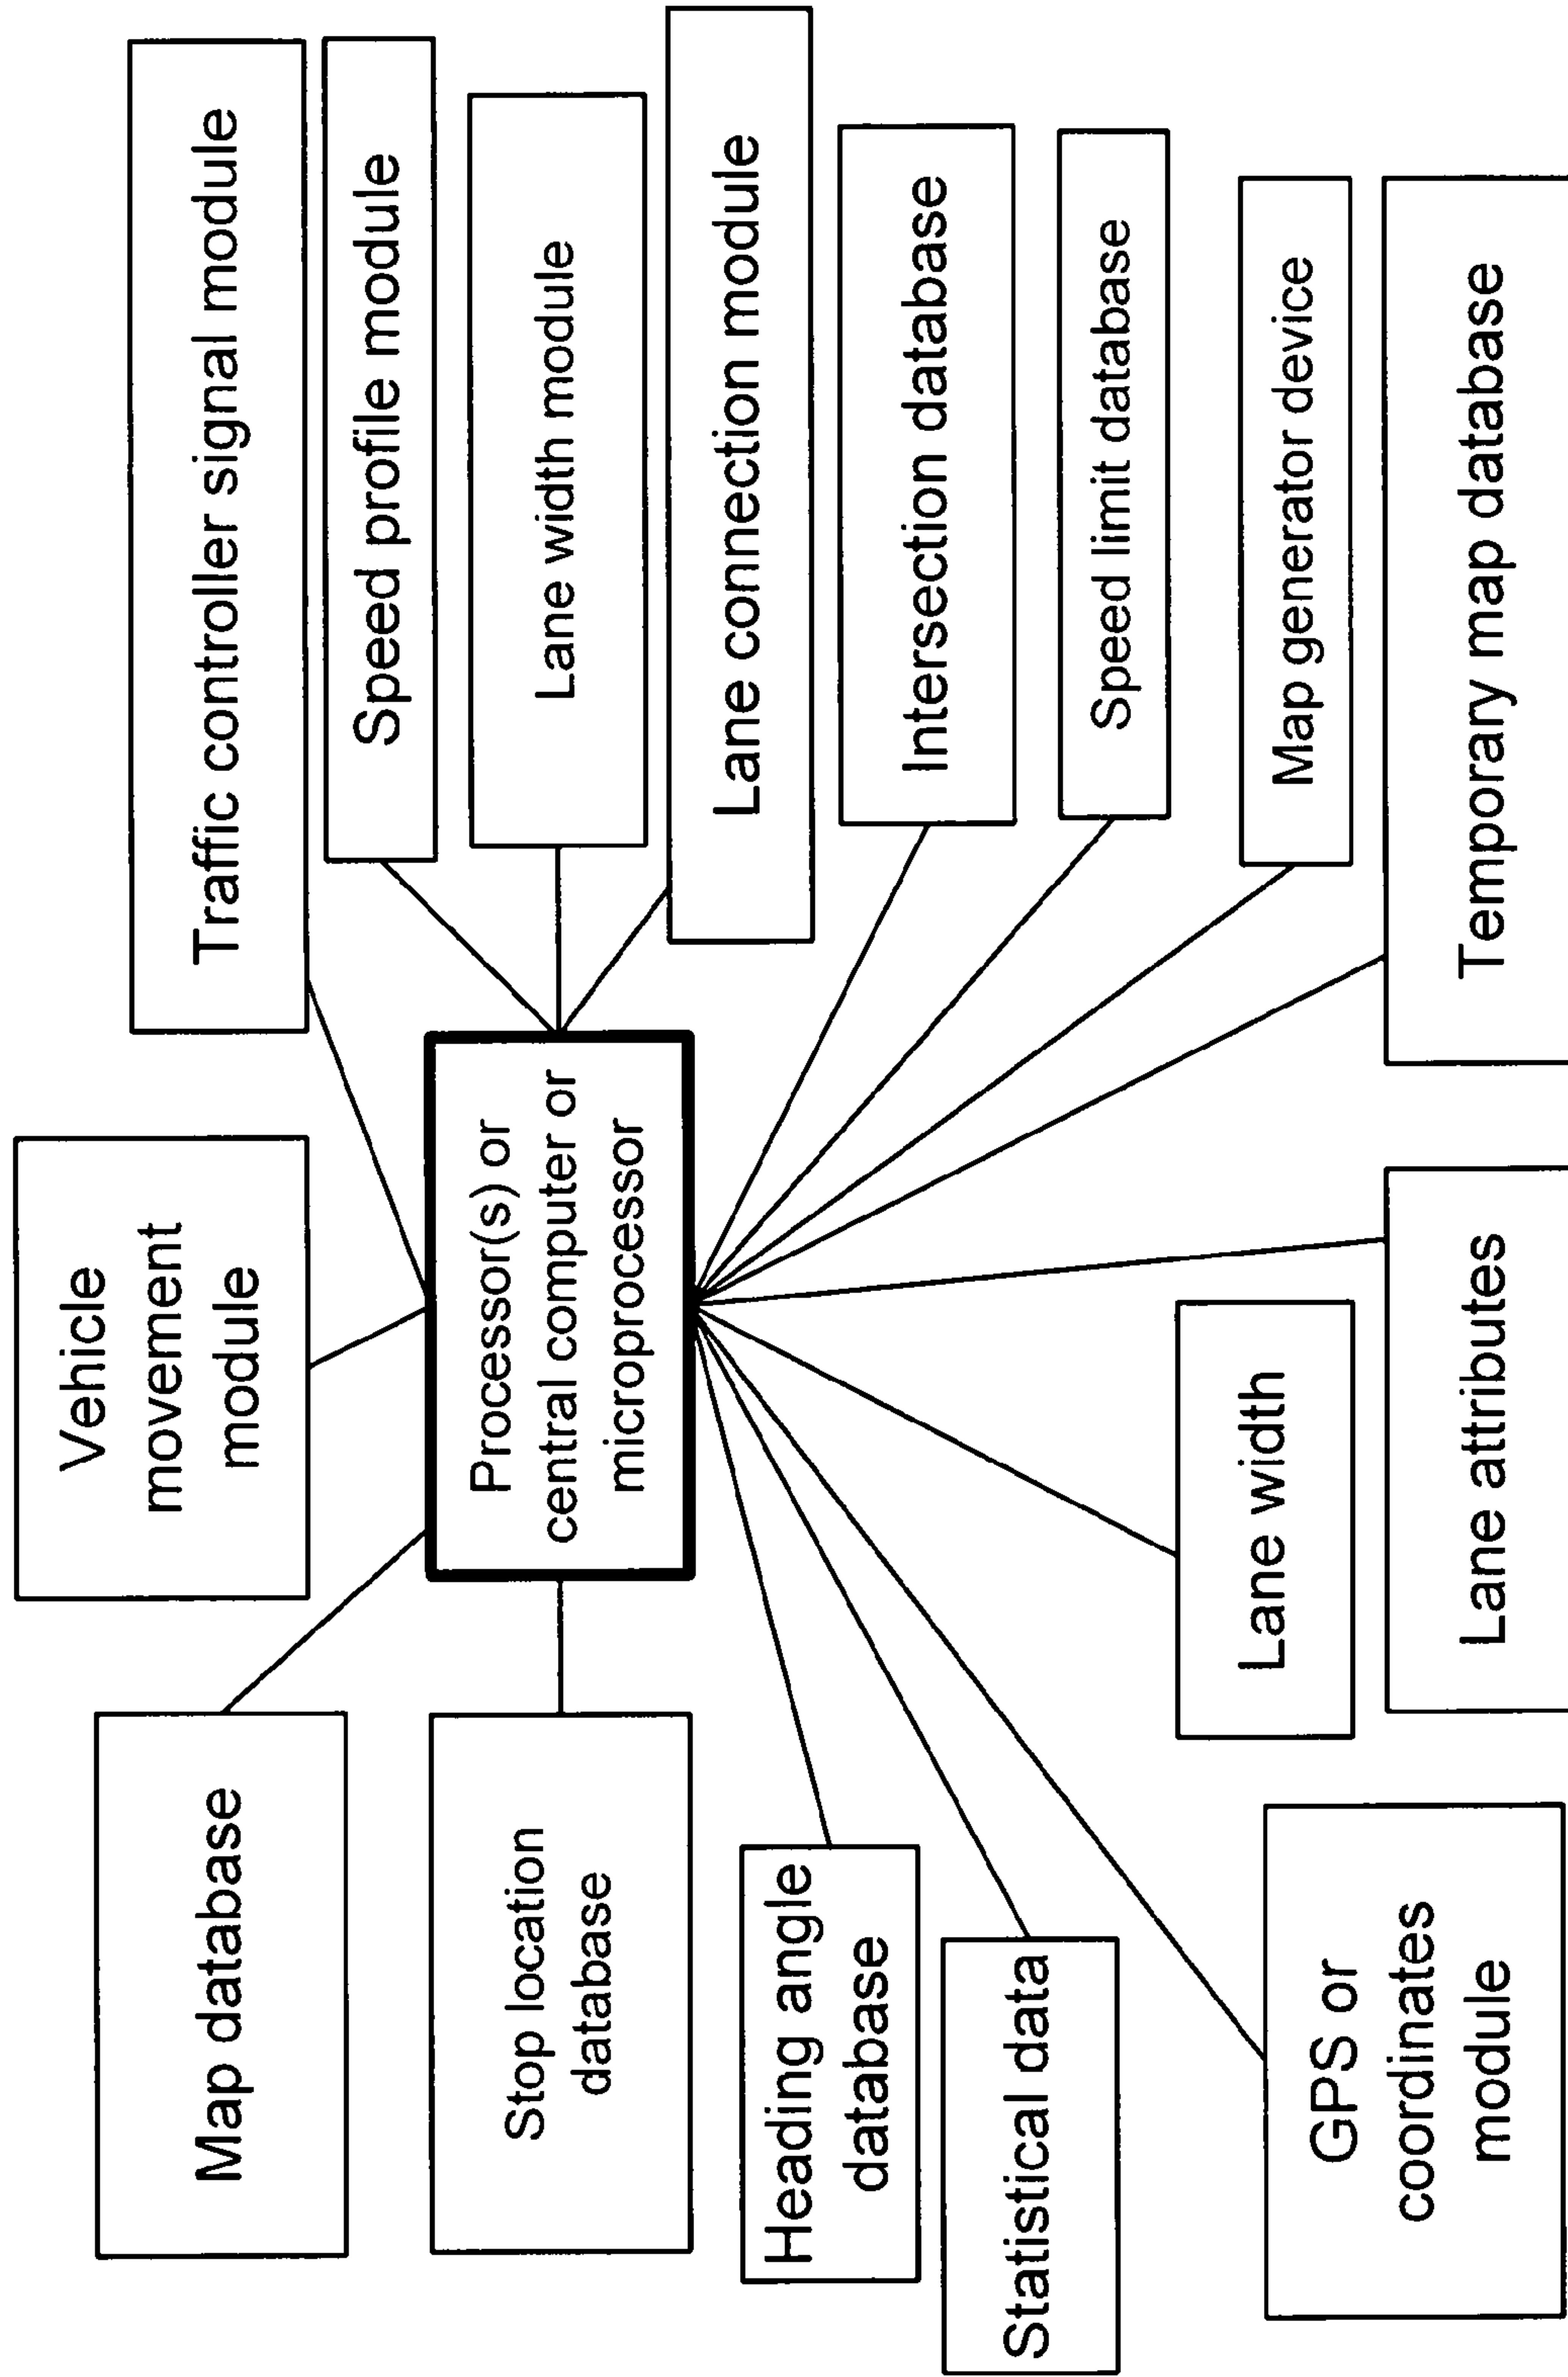 Vehicle
movement
module
Traffic controller signal module
Map database
Speed profile module
Processor(s) or
central computer or
microprocessor
Lane width module
Stop location
database
Lane connection module
Heading angle
database
Intersection database
Statistical data
Speed limit database
Lane width
Map generator device
GPS or
coordinates
module
Lane attributes
Temporary map database